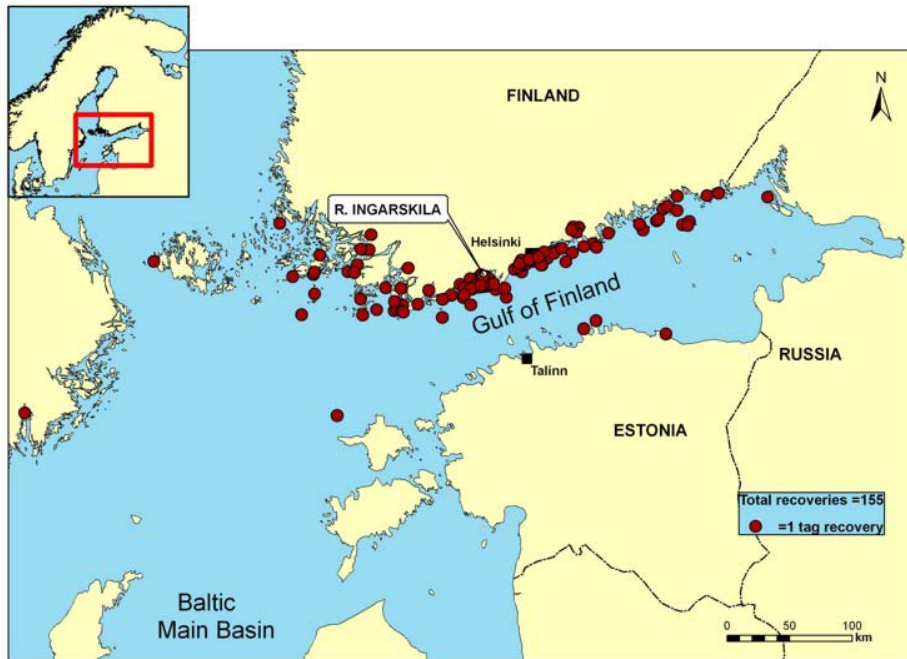 N
FINLAND
R. INGARSKILA
Helsinki
Gulf of Finland
Talinn
RUSSIA
ESTONIA
Total recoveries =155
=1 tag recovery
Baltic
Main Basin
0 50 100
km